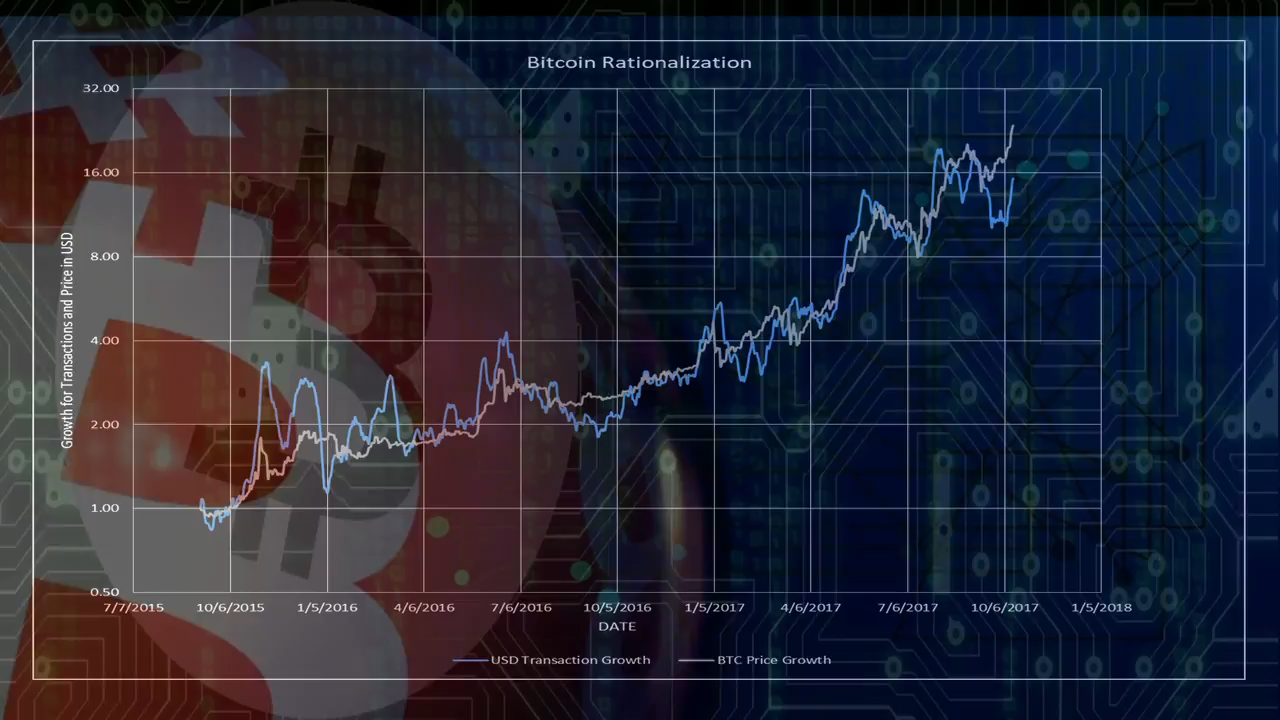 Bitcoin Rationalization
32.00
16.00
8.00
4.00
2.00
1.00
0.50
Growth for Transactions and Price in USD
7/7/2015 10/6/2015 1/5/2016 4/6/2016 7/6/2016 10/5/2016 1/5/2017 4/6/2017 7/6/2017 10/6/2017 1/5/2018
DATE
USD Transaction Growth BTC Price Growth